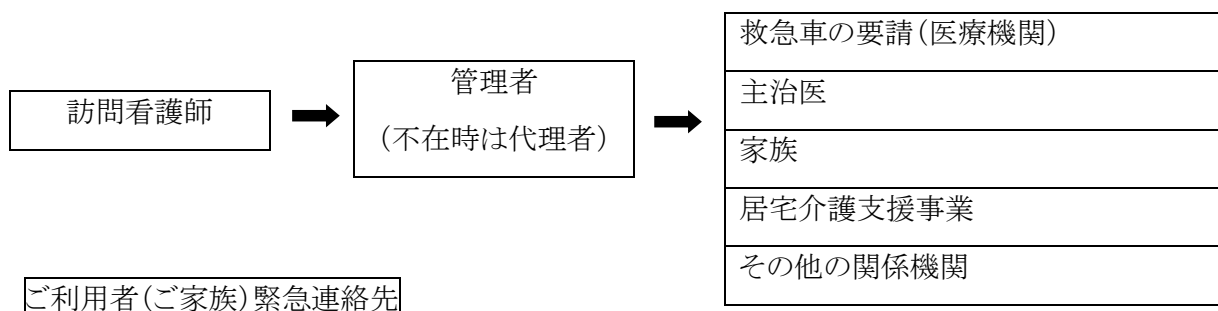 訪問看護師
管理者
（不在時は代理者）
救急車の要請（医療機関）
主治医
家族
居宅介護支援事業
その他の関係機関
ご利用者（ご家族）緊急連絡先